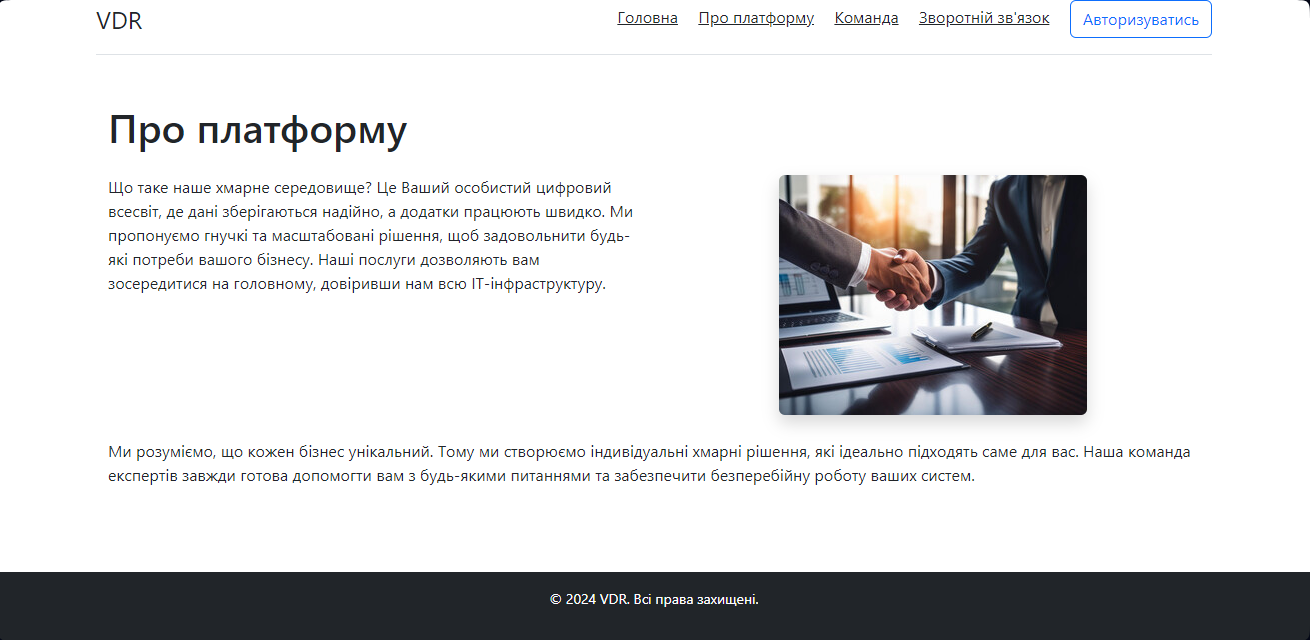 VDR
Головна Про платформу Команда Зворотній зв'язок Авторизуватись
Про платформу
Що таке наше хмарне середовище? Це Ваш особистий цифровий
всесвіт, де дані зберігаються надійно, а додатки працюють швидко. Ми
пропонуємо гнучкі та масштабовані рішення, щоб задовольнити будь-
які потреби вашого бізнесу. Наші послуги дозволяють вам
зосередитися на головному, довіривши нам всю ІТ-інфраструктуру.
Ми розуміємо, що кожен бізнес унікальний. Тому ми створюємо індивідуальні хмарні рішення, які ідеально підходять саме для вас. Наша команда
експертів завжди готова допомогти вам з будь-якими питаннями та забезпечити безперебійну роботу ваших систем.
© 2024 VDR. Всі права захищені.